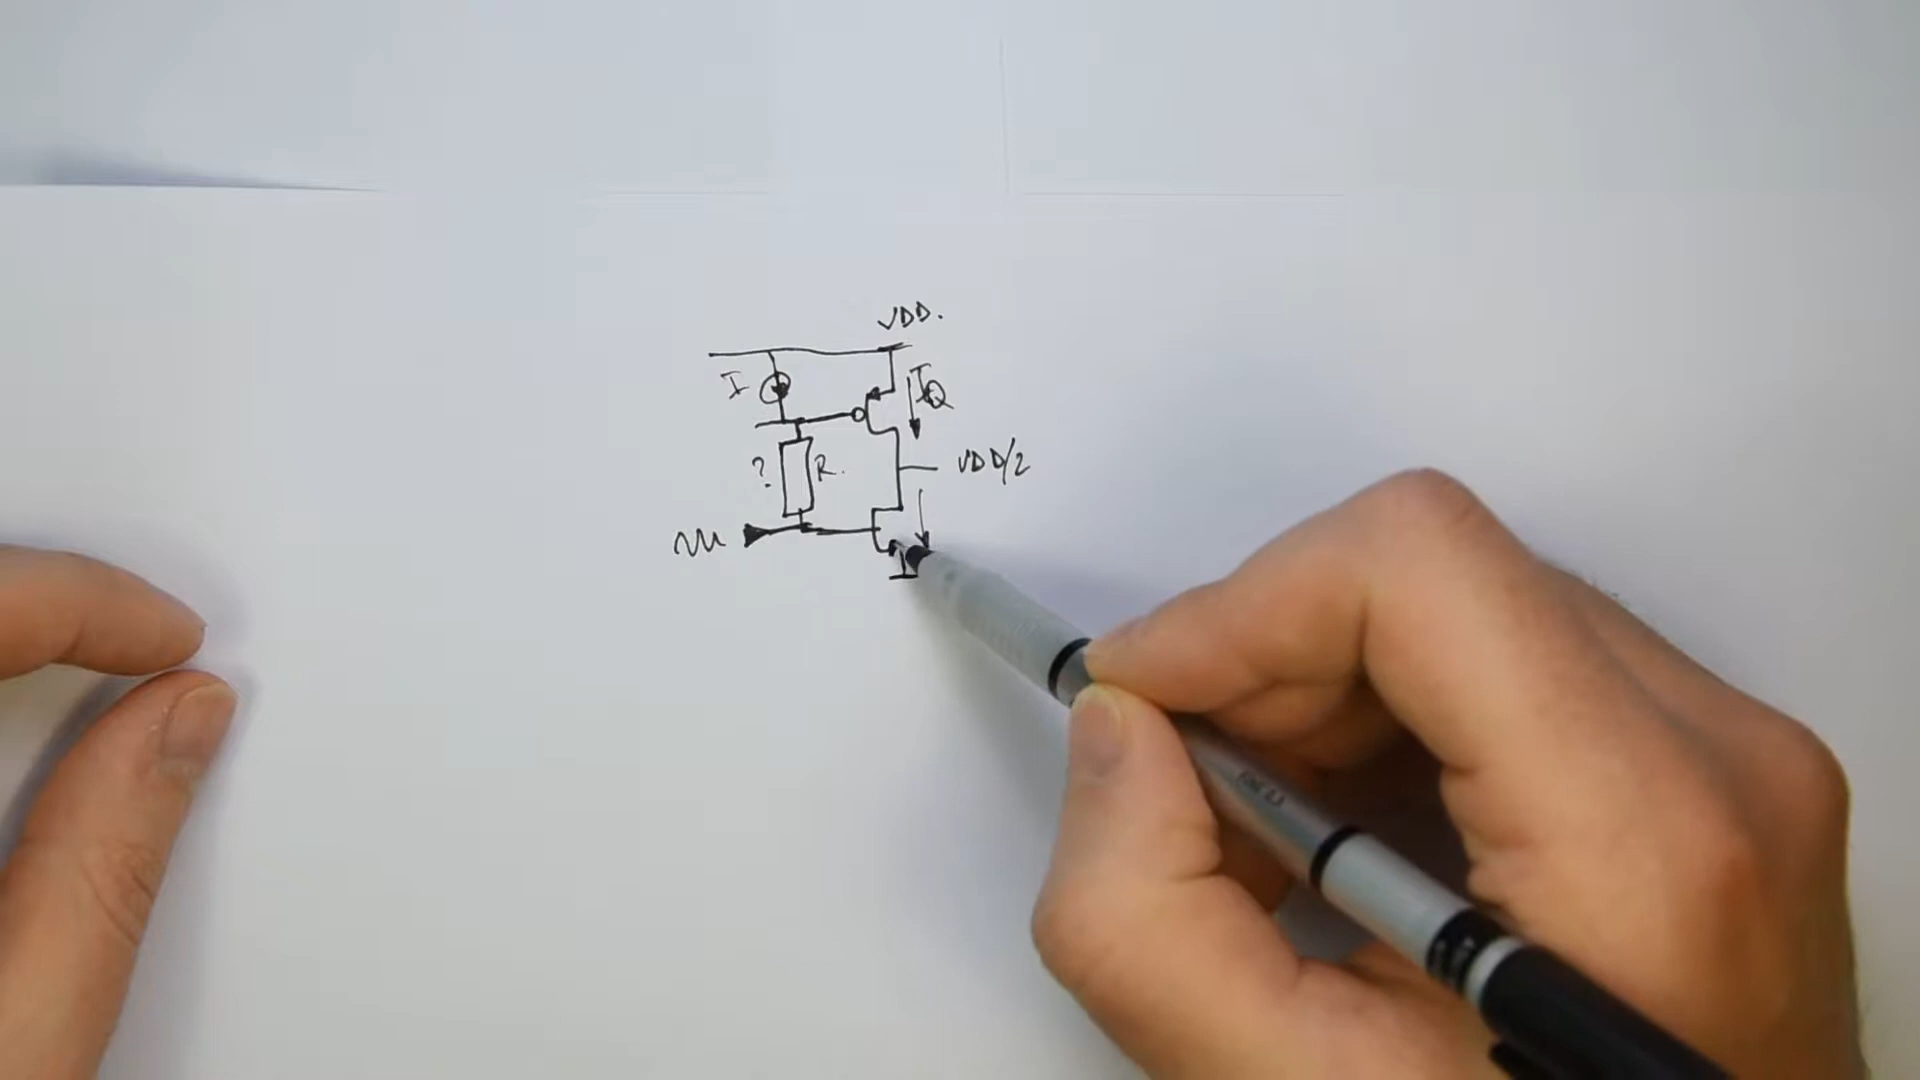 VDD.
I
IQ
? R.
VDD/2